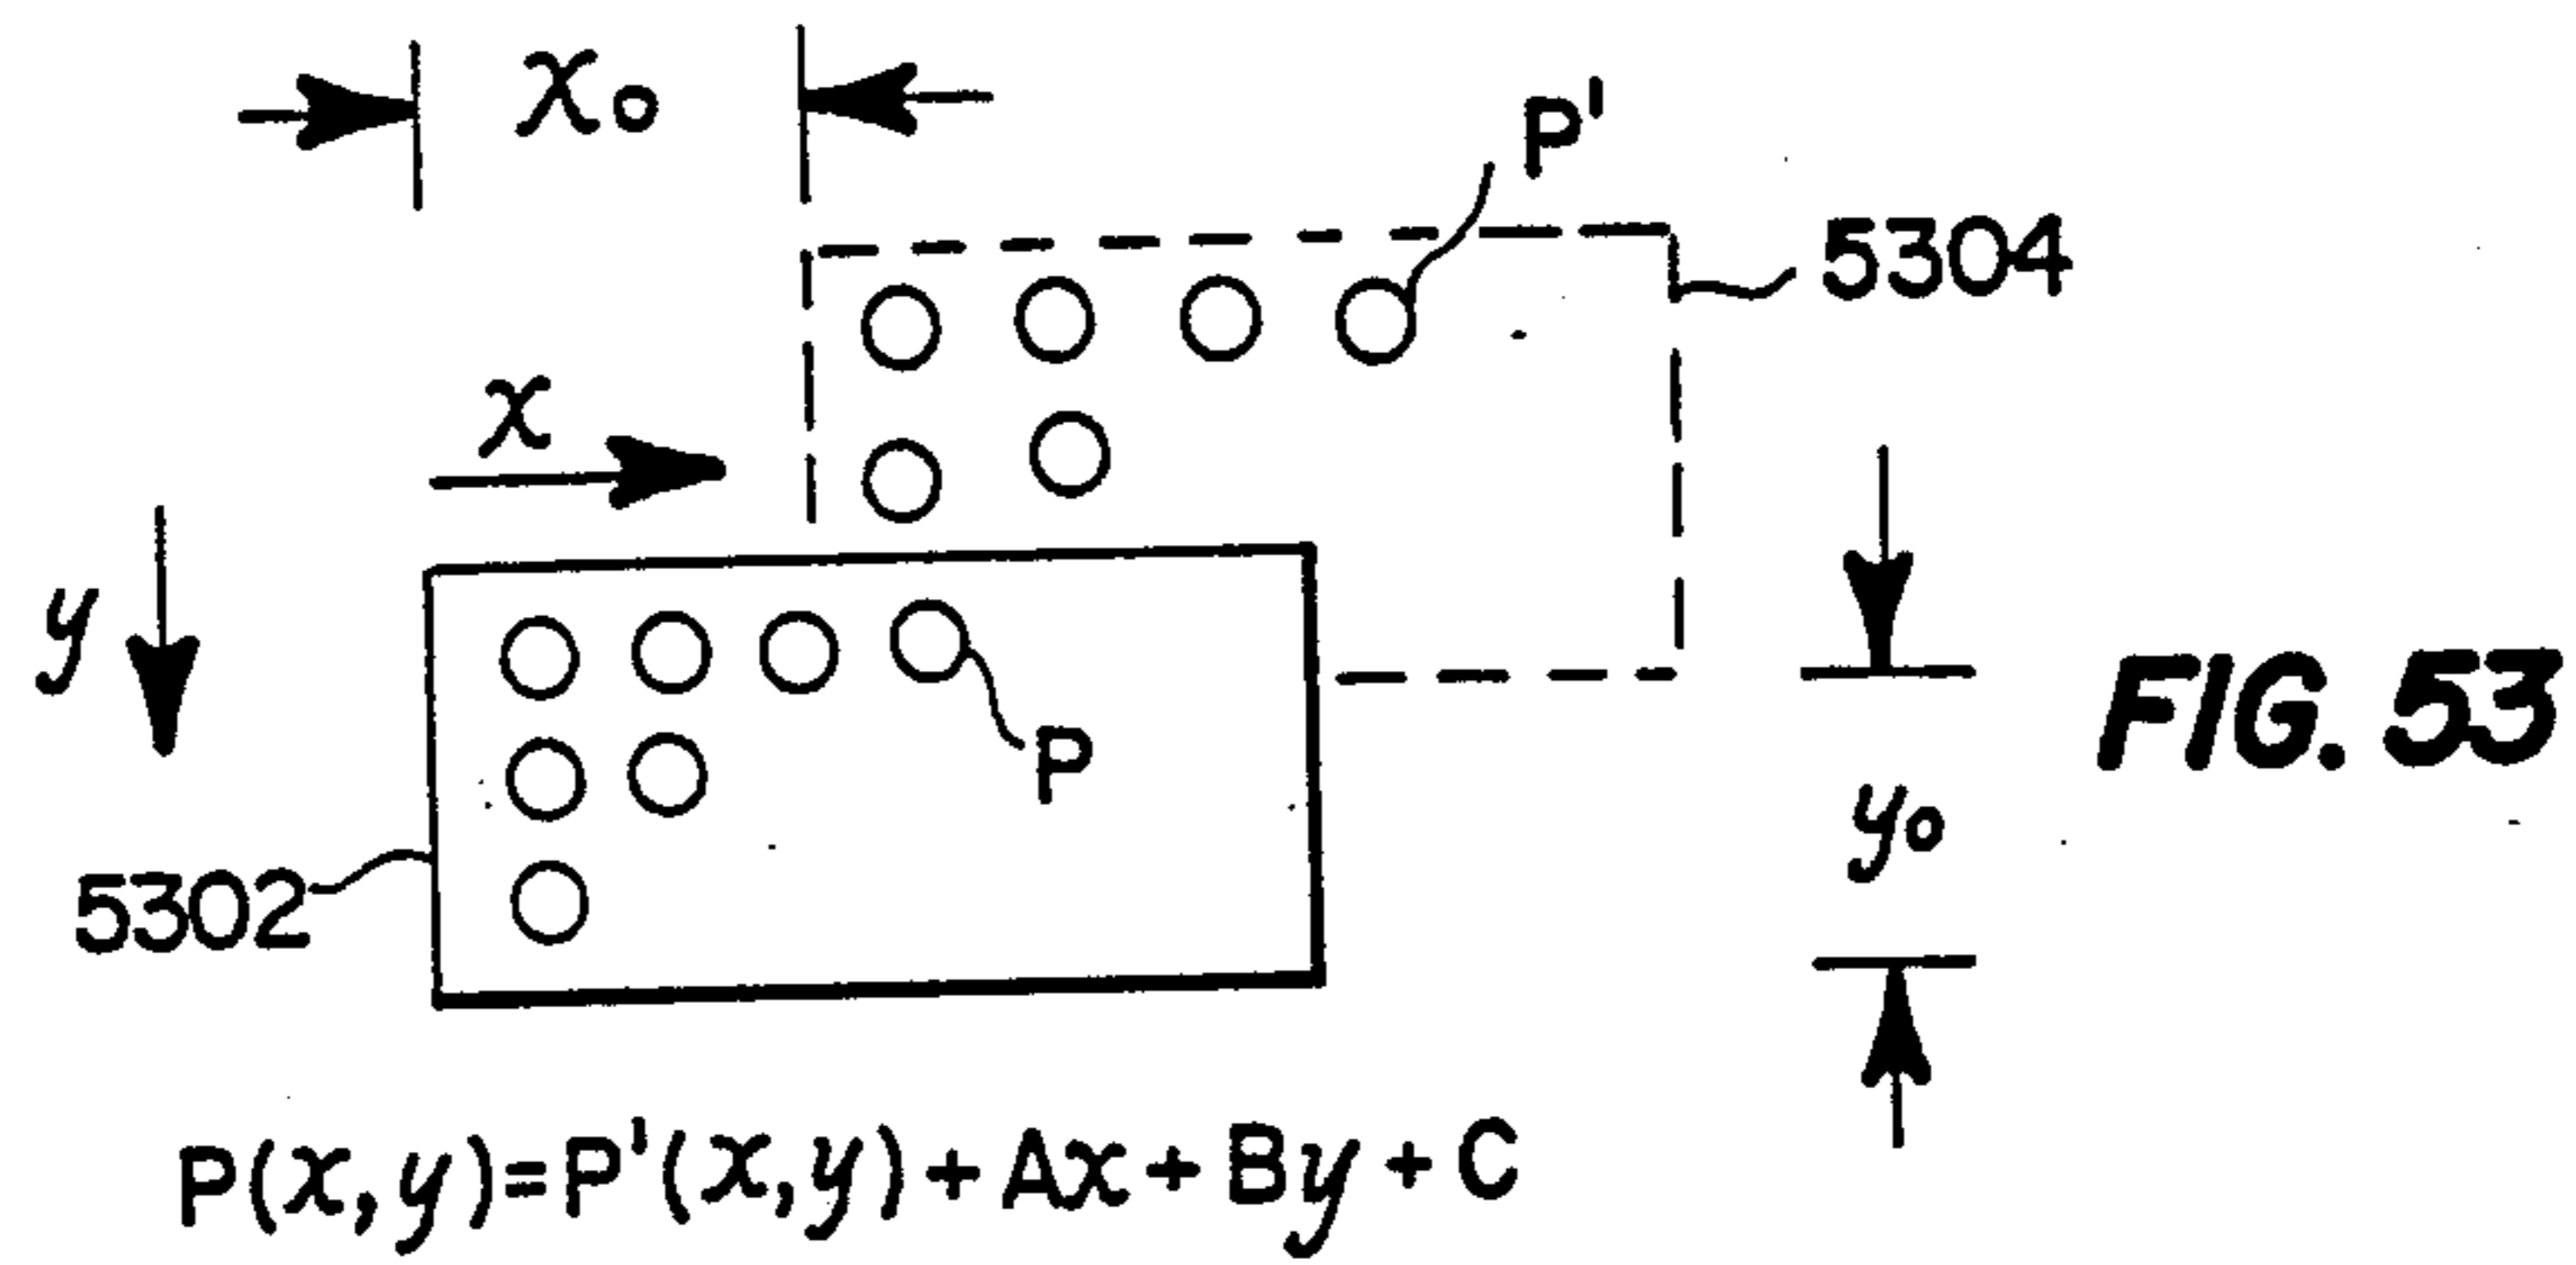 x₀
P'
5304
x
y
P
FIG. 53
y₀
5302
P(x,y)=P'(x,y)+Ax+By+C